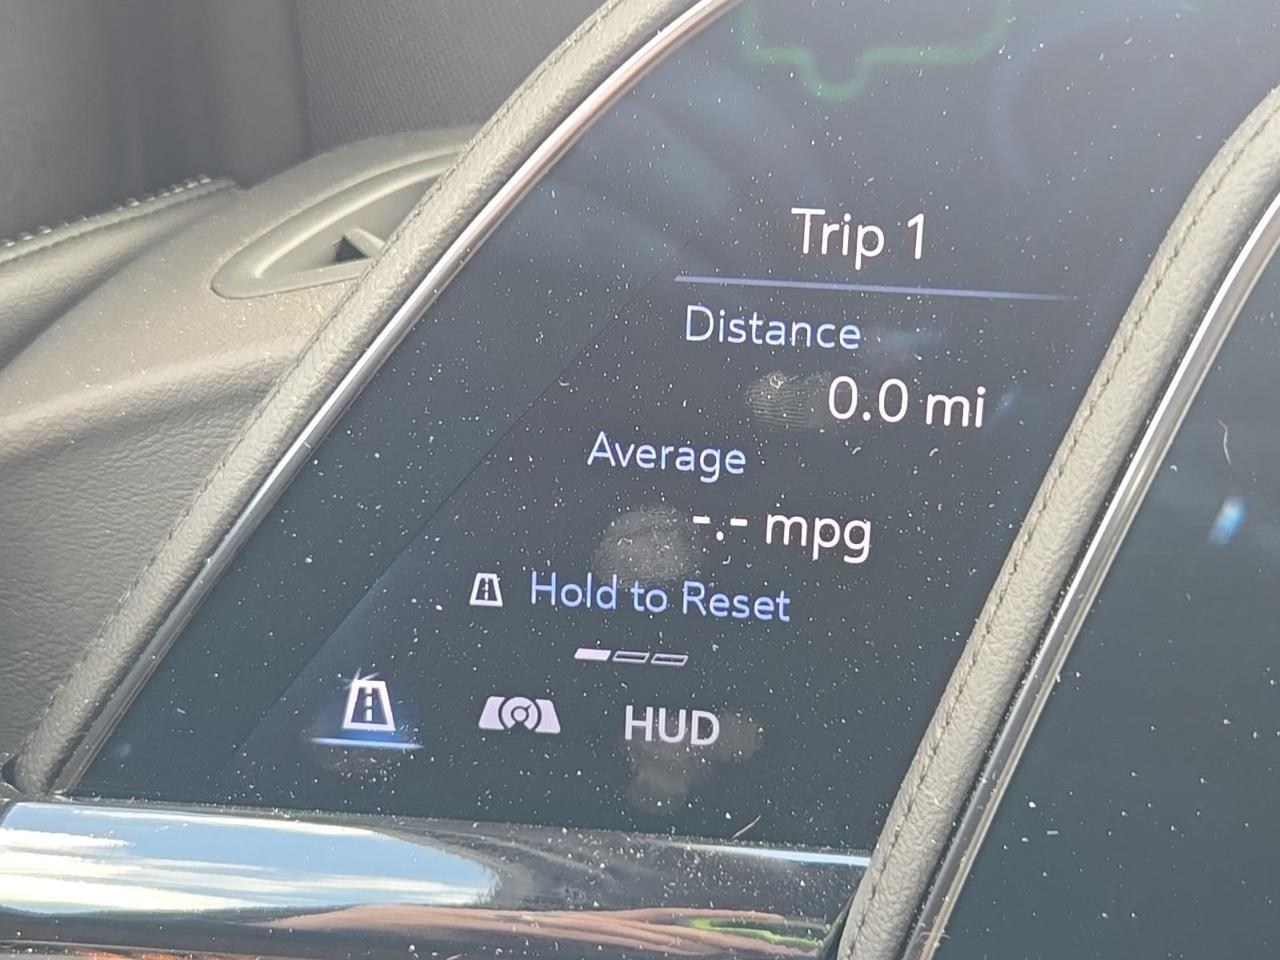 Trip 1
Distance
0.0 mi
Average
-.- mpg
Hold to Reset
HUD